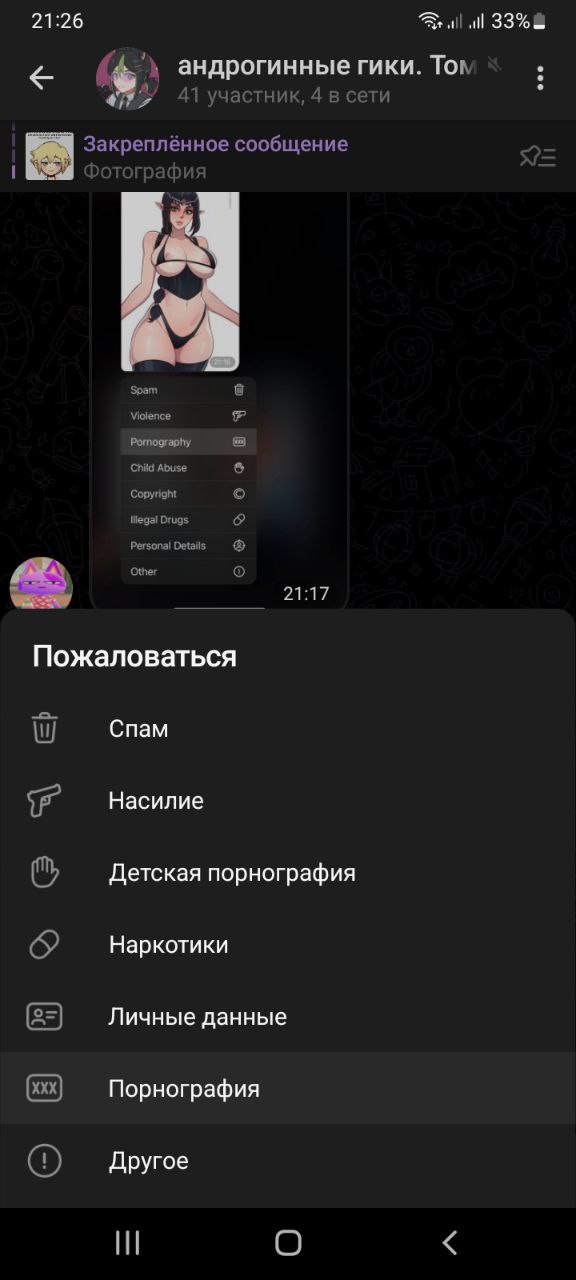 21:26
33%
андрогинные гики. Том
41 участник, 4 в сети
Закреплённое сообщение
Фотография
21:16
Spam
Violence
Pornography
Child Abuse
Copyright
Illegal Drugs
Personal Details
Other
21:17
Пожаловаться
Спам
Насилие
Детская порнография
Наркотики
Личные данные
XXX
Порнография
Другое